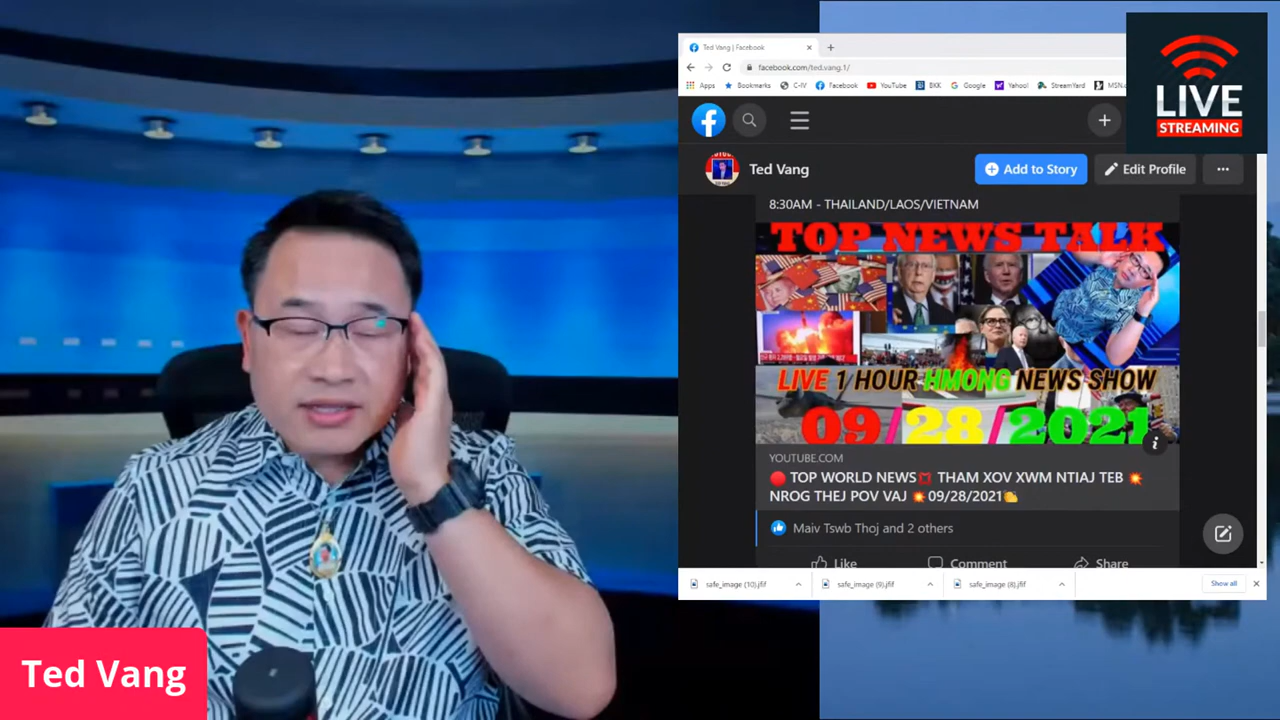 Ted Vang | Facebook
facebook.com/ted.vang.1/
Apps Bookmarks C-IV Facebook YouTube BKK Google Yahoo! StreamYard MSN.c
LIVE
STREAMING
Ted Vang
Add to Story
Edit Profile
8:30AM - THAILAND/LAOS/VIETNAM
TOP NEWS TALK
LIVE 1 HOUR HMONG NEWS SHOW
09/28/2021
YOUTUBE.COM
🔴 TOP WORLD NEWS💢 THAM XOV XWM NTIAJ TEB 💥
NROG THEJ POV VAJ 💥09/28/2021👏
Maiv Tswb Thoj and 2 others
Like Comment Share
safe_image (10).jfif safe_image (9).jfif safe_image (8).jfif Show all
Ted Vang